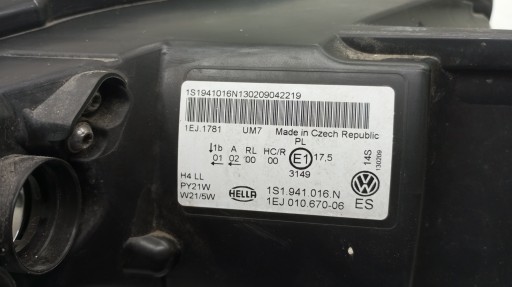 1S1941016N130209042219
1EJ.1781 UM7 Made in Czech Republic
PL
↓1b A RL HC/R E1 17,5
01 02 '00 00
← ←
3149
14S
130209
H4 LL
PY21W
W21/5W
HELLA
1S1.941.016.N
1EJ 010.670-06
ES